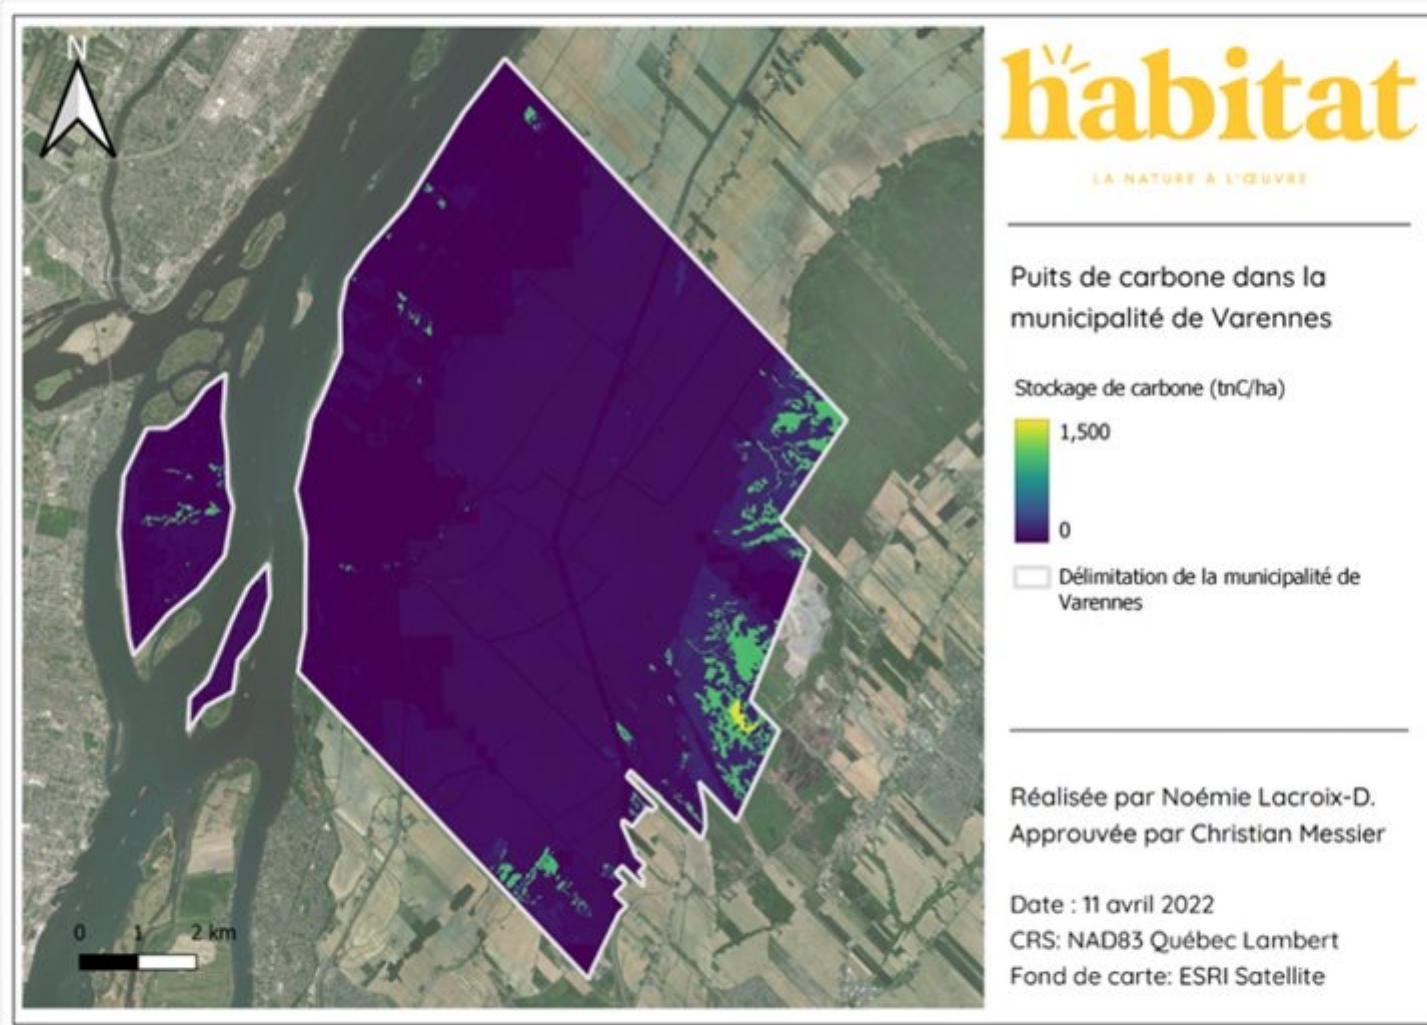 N
habitat
LA NATURE À L'ŒUVRE
Puits de carbone dans la
municipalité de Varennes
Stockage de carbone (tnC/ha)
1,500
0
Délimitation de la municipalité de
Varennes
Réalisée par Noémie Lacroix-D.
Approuvée par Christian Messier
Date : 11 avril 2022
CRS: NAD83 Québec Lambert
Fond de carte: ESRI Satellite
0 1 2 km